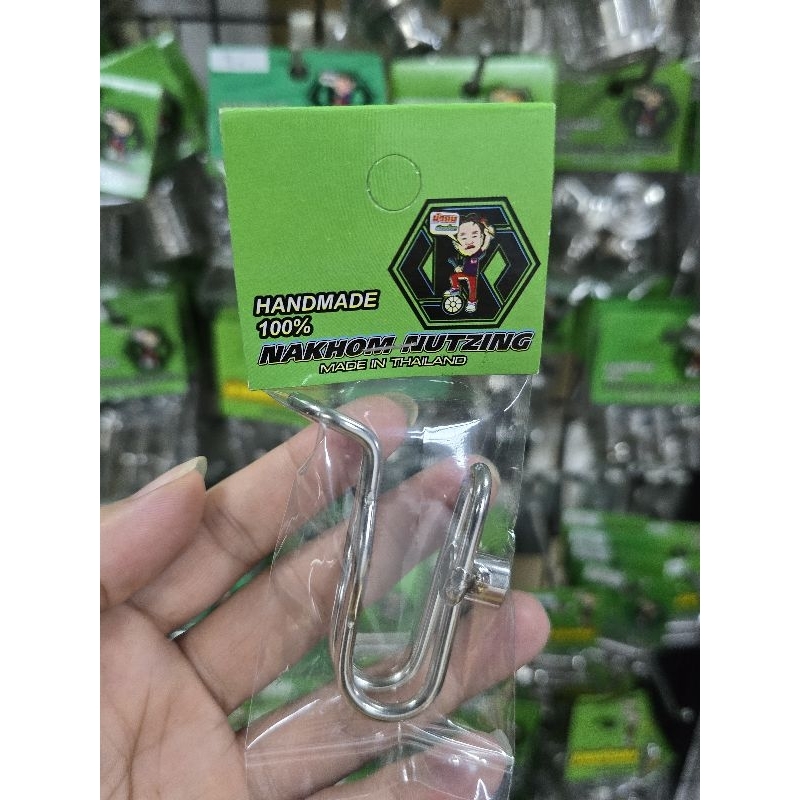 HANDMADE
100%
NAKHOM NUTZING
MADE IN THAILAND